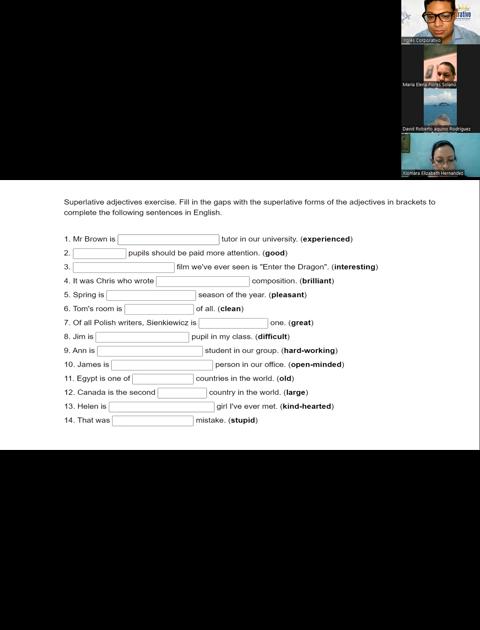 rativo
Inglés Corporativo
Maria Elena Flores Solano
David Roberto aquino Rodriguez
Xiomara Elizabeth Hernandez
Superlative adjectives exercise. Fill in the gaps with the superlative forms of the adjectives in brackets to
complete the following sentences in English.
1. Mr Brown is tutor in our university. (experienced)
2. pupils should be paid more attention. (good)
3. film we've ever seen is "Enter the Dragon". (interesting)
4. It was Chris who wrote composition. (brilliant)
5. Spring is season of the year. (pleasant)
6. Tom's room is of all. (clean)
7. Of all Polish writers, Sienkiewicz is one. (great)
8. Jim is pupil in my class. (difficult)
9. Ann is student in our group. (hard-working)
10. James is person in our office. (open-minded)
11. Egypt is one of countries in the world. (old)
12. Canada is the second country in the world. (large)
13. Helen is girl I've ever met. (kind-hearted)
14. That was mistake. (stupid)